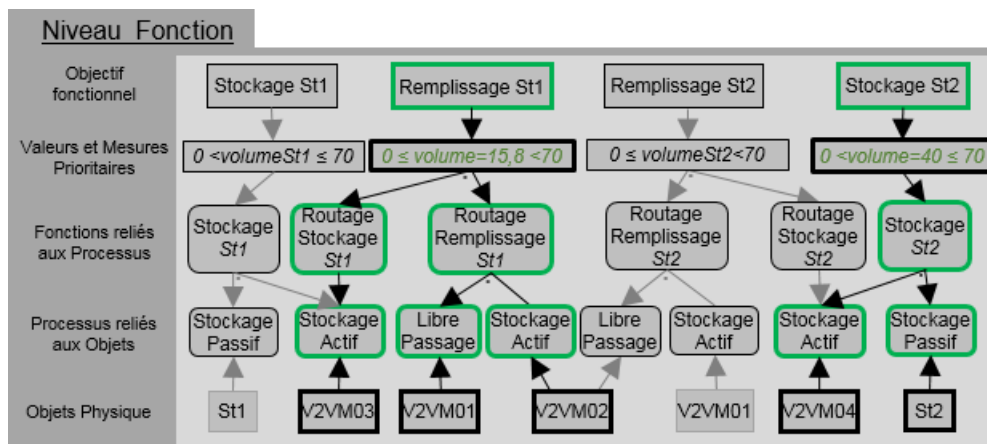 Niveau Fonction
Objectif
fonctionnel
Stockage St1
Remplissage St1
Remplissage St2
Stockage St2
Valeurs et Mesures
Prioritaires
0 <volumeSt1 ≤ 70
0 ≤ volume=15,8 <70
0 ≤ volumeSt2<70
0 <volume=40 ≤ 70
Fonctions reliés
aux Processus
Stockage
St1
Routage
Stockage
St1
Routage
Remplissage
St1
Routage
Remplissage
St2
Routage
Stockage
St2
Stockage
St2
Processus reliés
aux Objets
Stockage
Passif
Stockage
Actif
Libre
Passage
Stockage
Actif
Libre
Passage
Stockage
Actif
Stockage
Actif
Stockage
Passif
Objets Physique
St1
V2VM03
V2VM01
V2VM02
V2VM01
V2VM04
St2